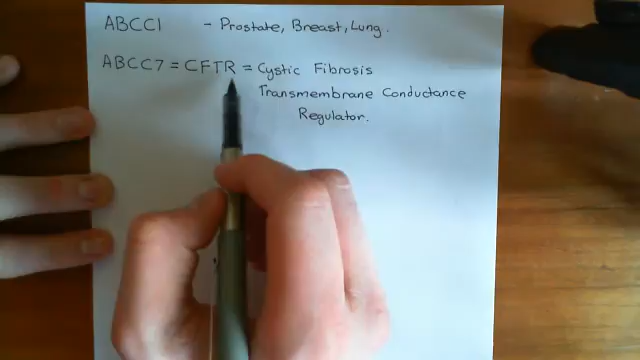 ABCC1 - Prostate, Breast, Lung.
ABCC7 = CFTR = Cystic Fibrosis
Transmembrane Conductance
Regulator.